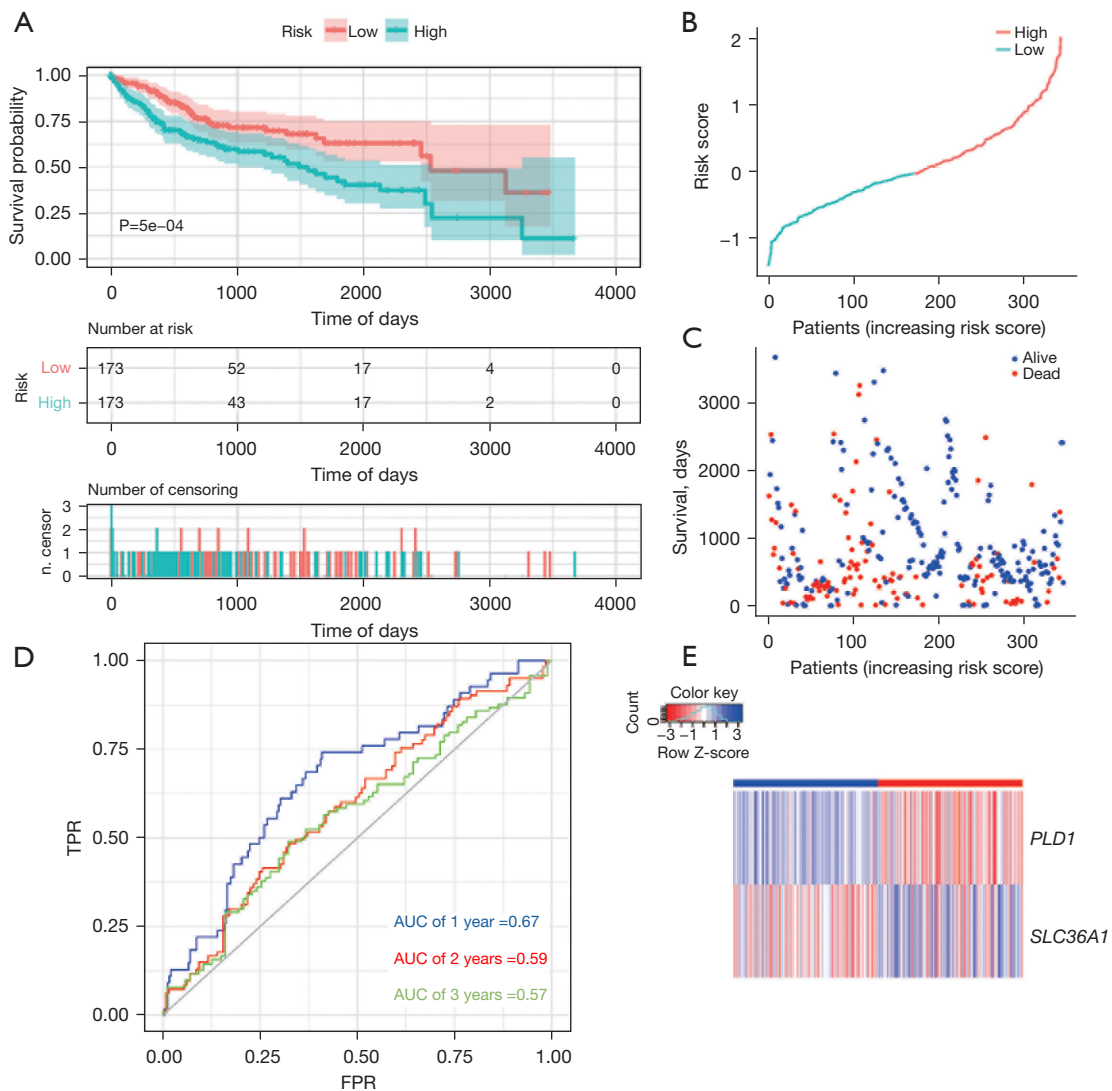 A
Risk Low High
1.00
0.75
0.50
0.25
0.00
Survival probability
P=5e−04
0 1000 2000 3000 4000
Time of days
Number at risk
Risk
Low 173 52 17 4 0
High 173 43 17 2 0
0 1000 2000 3000 4000
Time of days
Number of censoring
n. censor
3
2
1
0
0 1000 2000 3000 4000
Time of days
B
High
Low
2
1
0
−1
Risk score
0 100 200 300
Patients (increasing risk score)
C
Alive
Dead
3000
2000
1000
0
Survival, days
0 100 200 300
Patients (increasing risk score)
D
1.00
0.75
0.50
0.25
0.00
TPR
AUC of 1 year =0.67
AUC of 2 years =0.59
AUC of 3 years =0.57
0.00 0.25 0.50 0.75 1.00
FPR
E
Color key
Count
0
−3 −1 1 3
Row Z-score
PLD1
SLC36A1